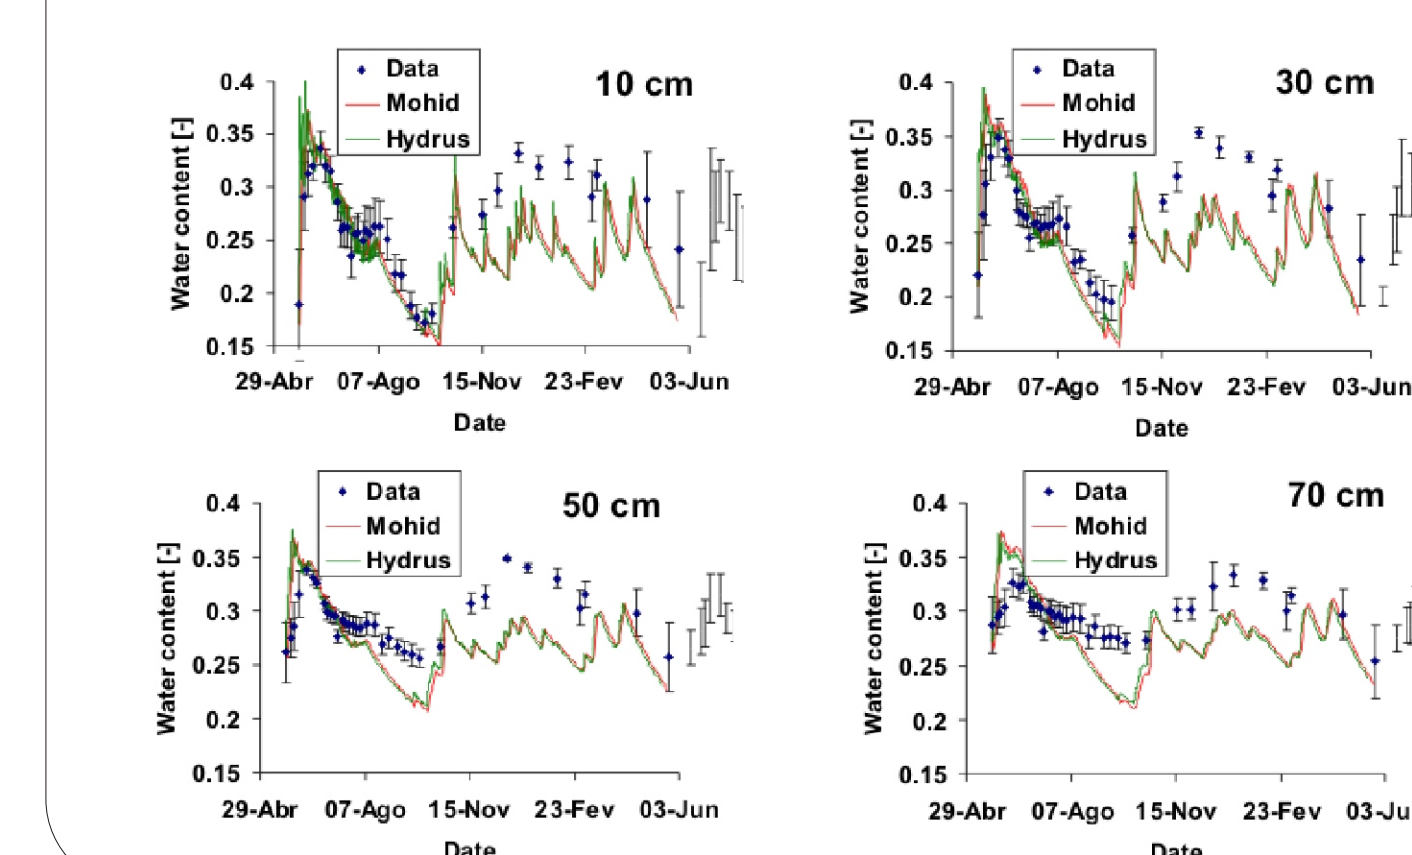 Data
Mohid
Hydrus
10 cm
Water content [-]
0.4
0.35
0.3
0.25
0.2
0.15
29-Abr 07-Ago 15-Nov 23-Fev 03-Jun
Date
Data
Mohid
Hydrus
30 cm
Water content [-]
0.4
0.35
0.3
0.25
0.2
0.15
29-Abr 07-Ago 15-Nov 23-Fev 03-Jun
Date
Data
Mohid
Hydrus
50 cm
Water content [-]
0.4
0.35
0.3
0.25
0.2
0.15
29-Abr 07-Ago 15-Nov 23-Fev 03-Jun
Date
Data
Mohid
Hydrus
70 cm
Water content [-]
0.4
0.35
0.3
0.25
0.2
0.15
29-Abr 07-Ago 15-Nov 23-Fev 03-Ju
Date